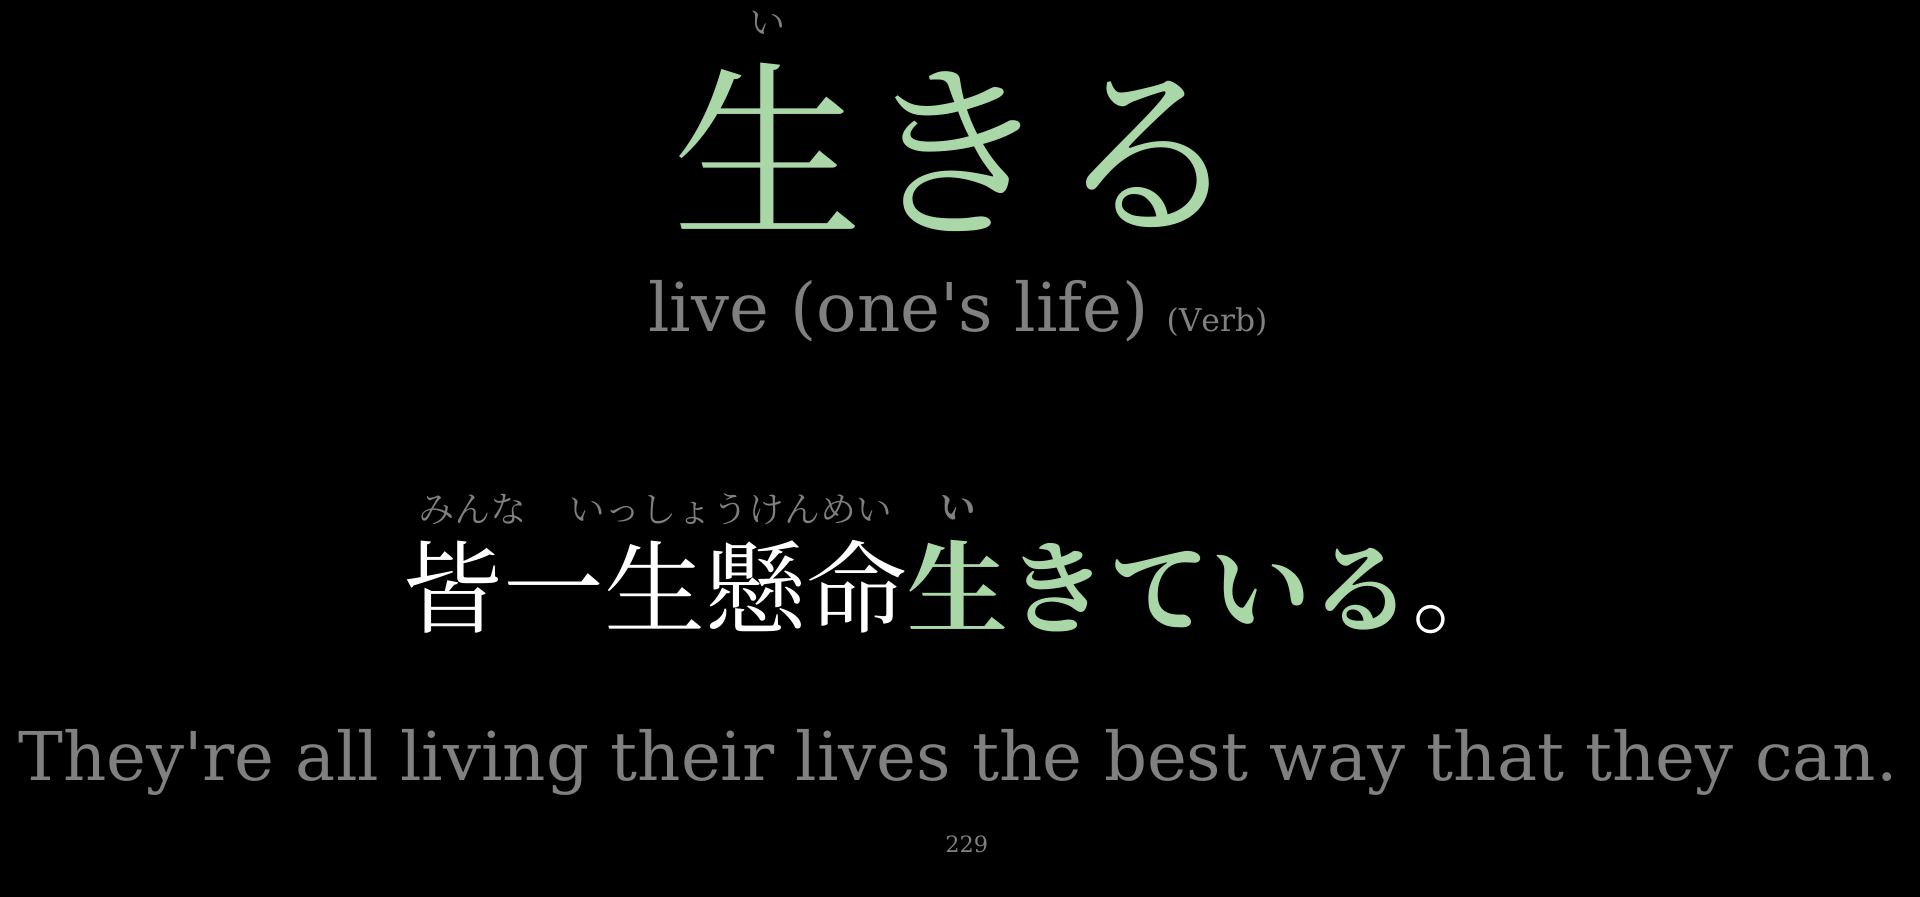 い
生きる
live (one's life) (Verb)
みんな いっしょうけんめい い
皆一生懸命生きている。
They're all living their lives the best way that they can.
229